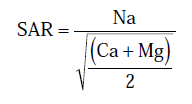 SAR = Na / √((Ca + Mg) / 2)